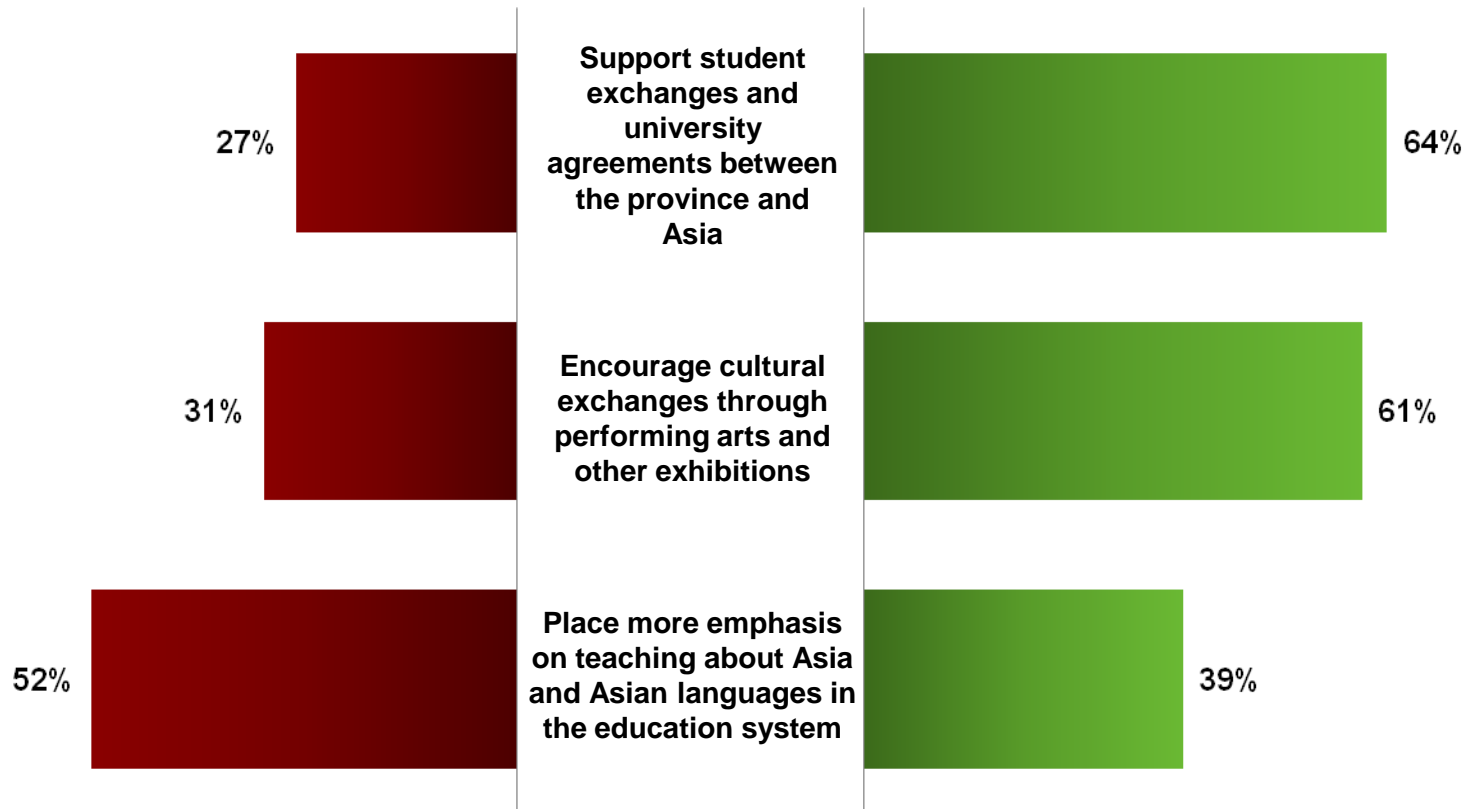 27%
Support student
exchanges and
university
agreements between
the province and
Asia
64%
31%
Encourage cultural
exchanges through
performing arts and
other exhibitions
61%
52%
Place more emphasis
on teaching about Asia
and Asian languages in
the education system
39%